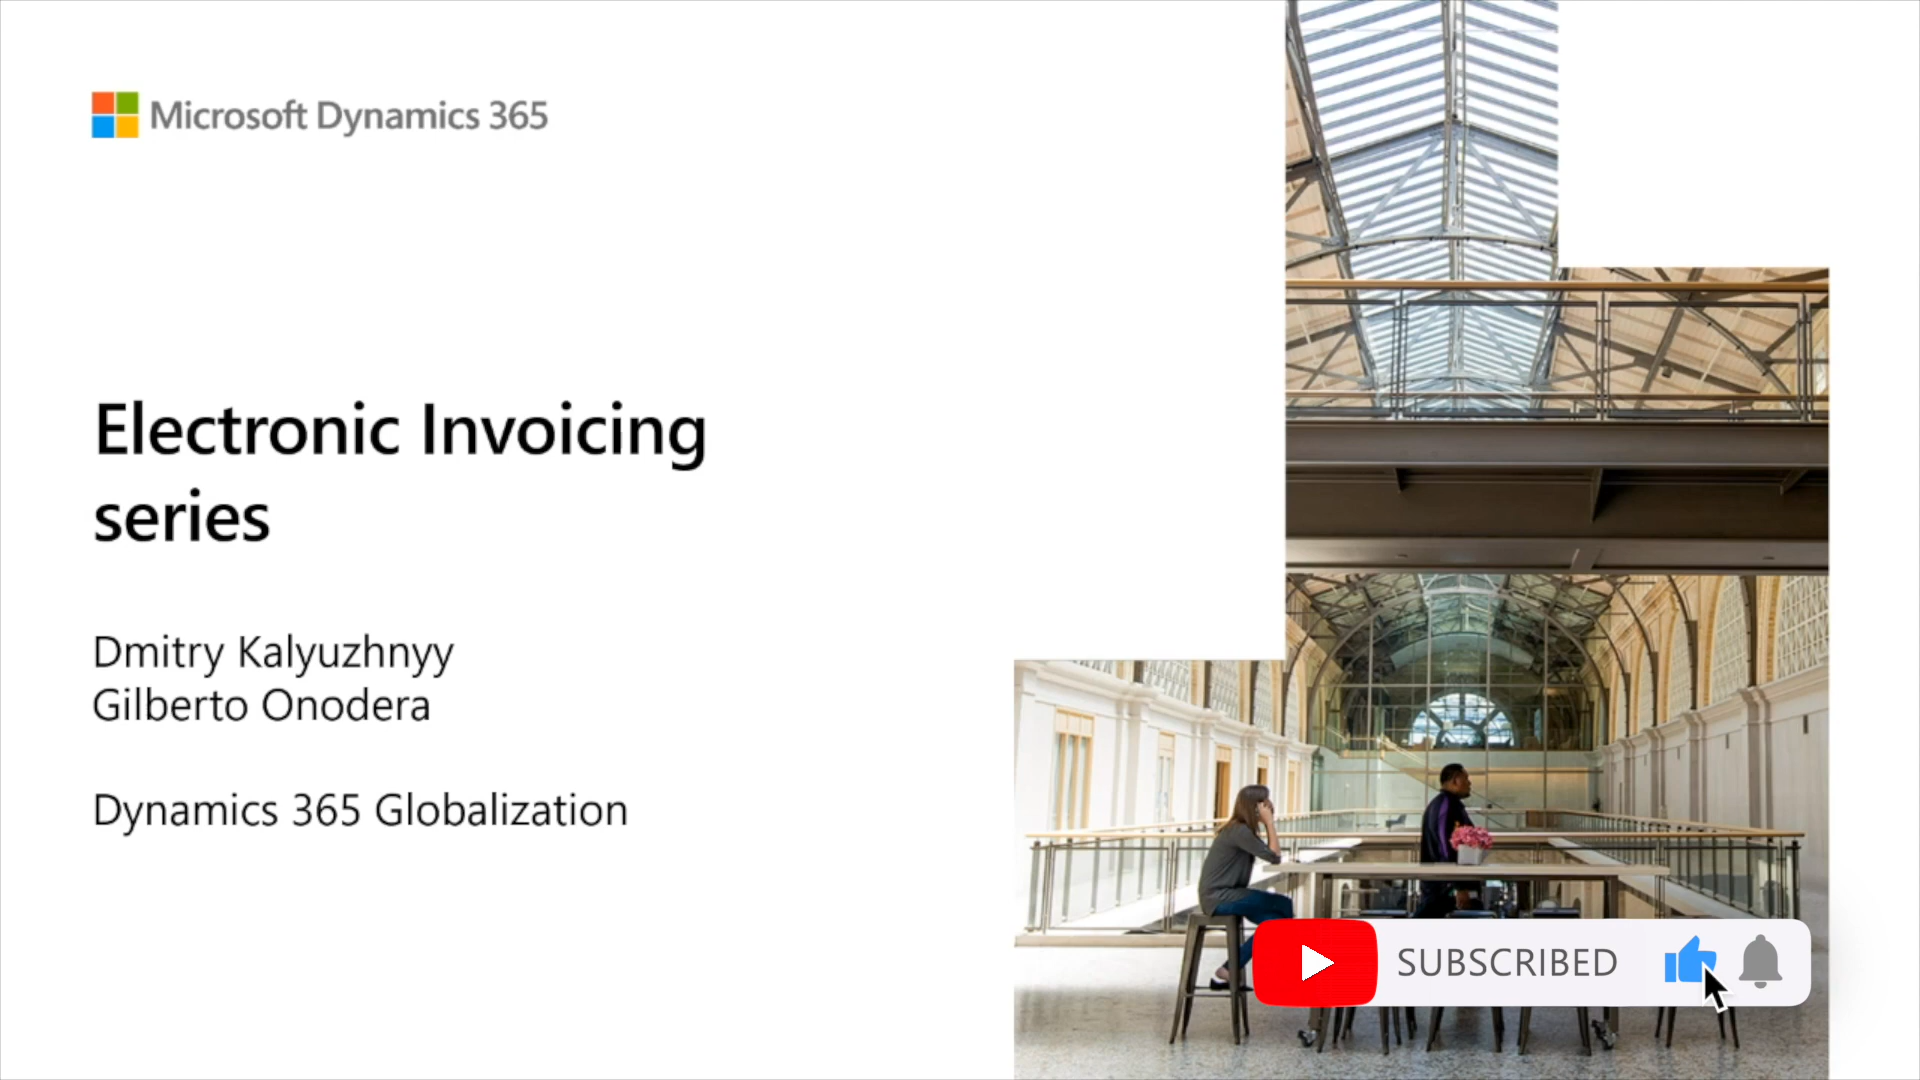 Microsoft Dynamics 365
Electronic Invoicing
series
Dmitry Kalyuzhnyy
Gilberto Onodera
Dynamics 365 Globalization
SUBSCRIBED